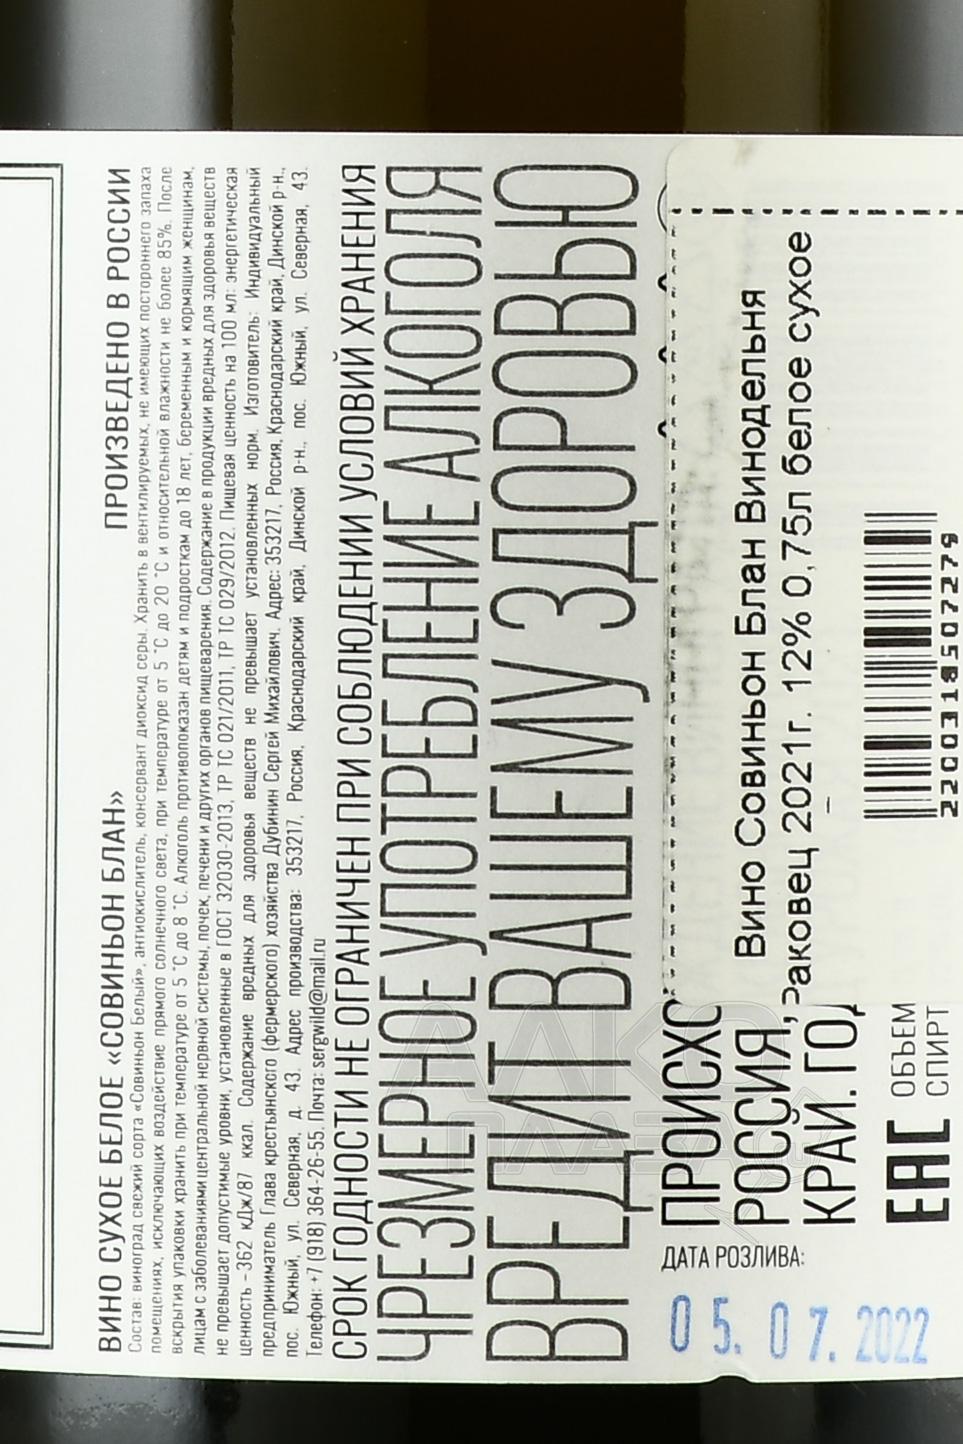 ВИНО СУХОЕ БЕЛОЕ «СОВИНЬОН БЛАН» ПРОИЗВЕДЕНО В РОССИИ
Состав: виноград свежий сорта «Совиньон Белый», антиокислитель, консервант диоксид серы. Хранить в вентилируемых, не имеющих постороннего запаха
помещениях, исключающих воздействие прямого солнечного света, при температуре от 5 °С до 20 °С и относительной влажности не более 85%. После
вскрытия упаковки хранить при температуре от 5 °С до 8 °С. Алкоголь противопоказан детям и подросткам до 18 лет, беременным и кормящим женщинам,
лицам с заболеваниями центральной нервной системы, почек, печени и других органов пищеварения. Содержание в продукции вредных для здоровья веществ
не превышает допустимые уровни, установленные в ГОСТ 32030-2013, ТР ТС 021/2011, ТР ТС 029/2012. Пищевая ценность на 100 мл: энергетическая
ценность – 362 кДж/87 ккал. Содержание вредных для здоровья веществ не превышает установленных норм. Изготовитель: Индивидуальный
предприниматель Глава крестьянского (фермерского) хозяйства Дубинин Сергей Михайлович. Адрес: 353217, Россия, Краснодарский край, Динской р-н.,
пос. Южный, ул. Северная, д. 43. Адрес производства: 353217, Россия, Краснодарский край, Динской р-н., пос. Южный, ул. Северная, 43.
Телефон: +7 (918) 364-26-55. Почта: sergwild@mail.ru
СРОК ГОДНОСТИ НЕ ОГРАНИЧЕН ПРИ СОБЛЮДЕНИИ УСЛОВИЙ ХРАНЕНИЯ
ЧРЕЗМЕРНОЕ УПОТРЕБЛЕНИЕ АЛКОГОЛЯ
ВРЕДИТ ВАШЕМУ ЗДОРОВЬЮ
ПРОИСХО
РОССИЯ,
КРАЙ. ГО
EAC
ОБЪЕМ
СПИРТ
ДАТА РОЗЛИВА:
05.07.2022
Вино Совиньон Блан Винодельня
Раковец 2021г. 12% 0,75л белое сухое
2200318507279
АЛКО
ПЛАНЕТА